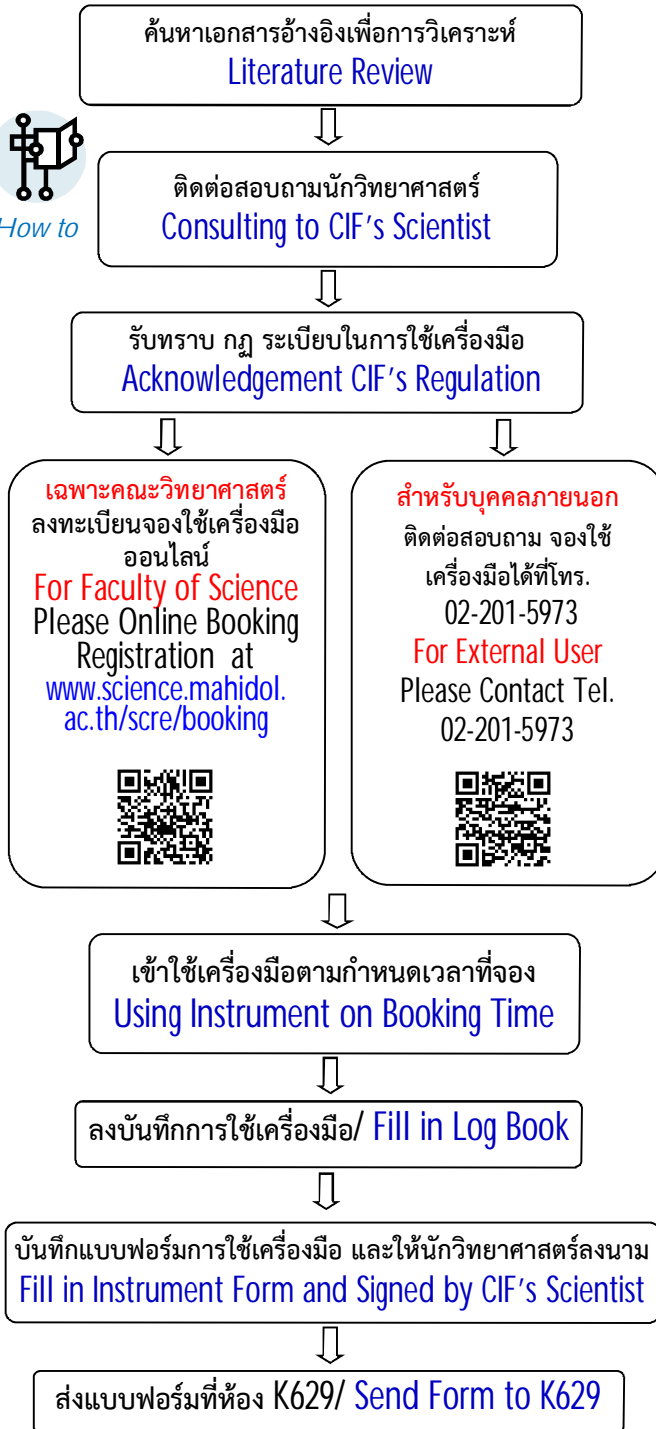 ค้นหาเอกสารอ้างอิงเพื่อการวิเคราะห์
Literature Review
How to
ติดต่อสอบถามนักวิทยาศาสตร์
Consulting to CIF's Scientist
รับทราบ กฏ ระเบียบในการใช้เครื่องมือ
Acknowledgement CIF's Regulation
เฉพาะคณะวิทยาศาสตร์
ลงทะเบียนจองใช้เครื่องมือ
ออนไลน์
For Faculty of Science
Please Online Booking
Registration at
www.science.mahidol.
ac.th/scre/booking
สำหรับบุคคลภายนอก
ติดต่อสอบถาม จองใช้
เครื่องมือได้ที่โทร.
02-201-5973
For External User
Please Contact Tel.
02-201-5973
เข้าใช้เครื่องมือตามกำหนดเวลาที่จอง
Using Instrument on Booking Time
ลงบันทึกการใช้เครื่องมือ/ Fill in Log Book
บันทึกแบบฟอร์มการใช้เครื่องมือ และให้นักวิทยาศาสตร์ลงนาม
Fill in Instrument Form and Signed by CIF's Scientist
ส่งแบบฟอร์มที่ห้อง K629/ Send Form to K629